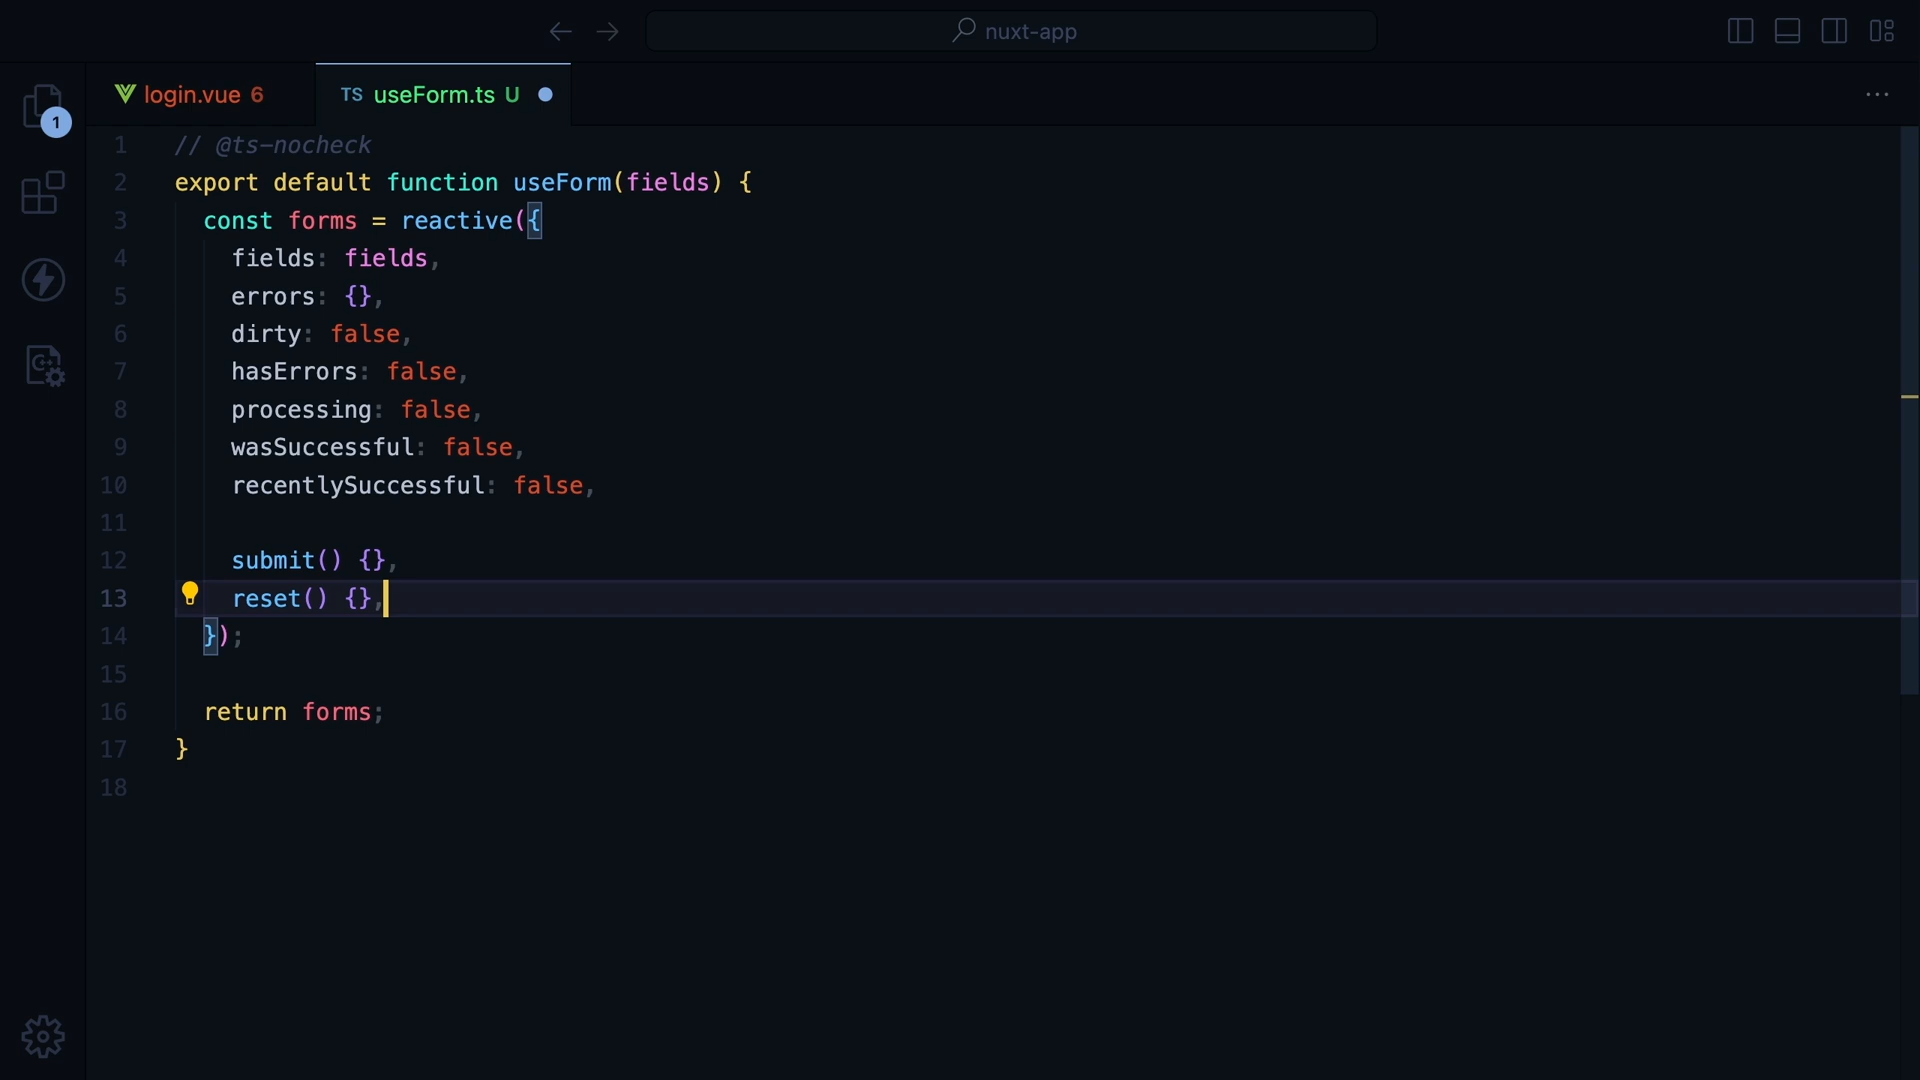 nuxt-app
login.vue 6
TS useForm.ts U
...
1
1 // @ts-nocheck
2 export default function useForm(fields) {
3 const forms = reactive({
4 fields: fields,
5 errors: {},
6 dirty: false,
7 hasErrors: false,
8 processing: false,
9 wasSuccessful: false,
10 recentlySuccessful: false,
11
12 submit() {},
13 reset() {},
14 });
15
16 return forms;
17 }
18
C++